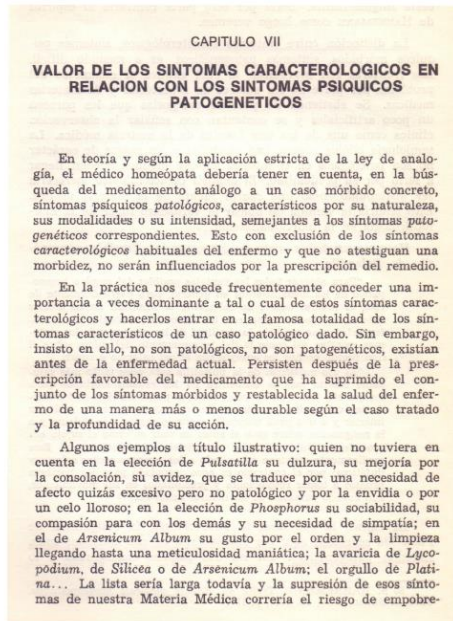 CAPITULO VII
VALOR DE LOS SINTOMAS CARACTEROLOGICOS EN
RELACION CON LOS SINTOMAS PSIQUICOS
PATOGENETICOS
En teoría y según la aplicación estricta de la ley de analo-
gía, el médico homeópata debería tener en cuenta, en la bús-
queda del medicamento análogo a un caso mórbido concreto,
síntomas psíquicos patológicos, característicos por su naturaleza,
sus modalidades o su intensidad, semejantes a los síntomas pato-
genéticos correspondientes. Esto con exclusión de los síntomas
caracterológicos habituales del enfermo y que no atestiguan una
morbidez, no serán influenciados por la prescripción del remedio.
En la práctica nos sucede frecuentemente conceder una im-
portancia a veces dominante a tal o cual de estos síntomas carac-
terológicos y hacerlos entrar en la famosa totalidad de los sín-
tomas característicos de un caso patológico dado. Sin embargo,
insisto en ello, no son patológicos, no son patogenéticos, existían
antes de la enfermedad actual. Persisten después de la pres-
cripción favorable del medicamento que ha suprimido el con-
junto de los síntomas mórbidos y restablecida la salud del enfer-
mo de una manera más o menos durable según el caso tratado
y la profundidad de su acción.
Algunos ejemplos a título ilustrativo: quien no tuviera en
cuenta en la elección de Pulsatilla su dulzura, su mejoría por
la consolación, sù avidez, que se traduce por una necesidad de
afecto quizás excesivo pero no patológico y por la envidia o por
un celo lloroso; en la elección de Phosphorus su sociabilidad, su
compasión para con los demás y su necesidad de simpatía; en
el de Arsenicum Album su gusto por el orden y la limpieza
llegando hasta una meticulosidad maniática; la avaricia de Lyco-
podium, de Silicea o de Arsenicum Album; el orgullo de Plati-
na... La lista sería larga todavía y la supresión de esos sínto-
mas de nuestra Materia Médica correría el riesgo de empobre-